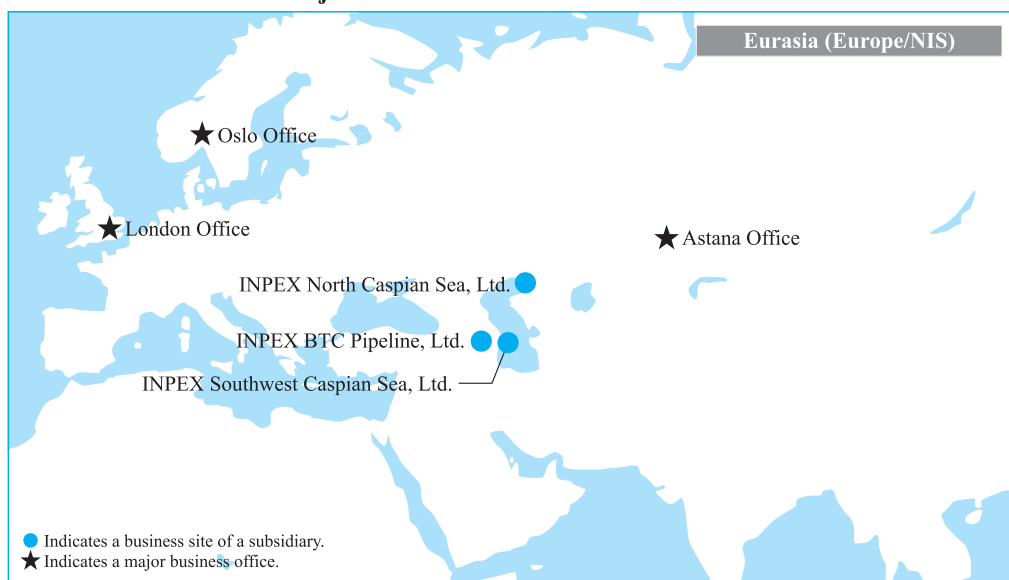 Eurasia (Europe/NIS)
Oslo Office
London Office
Astana Office
INPEX North Caspian Sea, Ltd.
INPEX BTC Pipeline, Ltd.
INPEX Southwest Caspian Sea, Ltd.
Indicates a business site of a subsidiary.
Indicates a major business office.